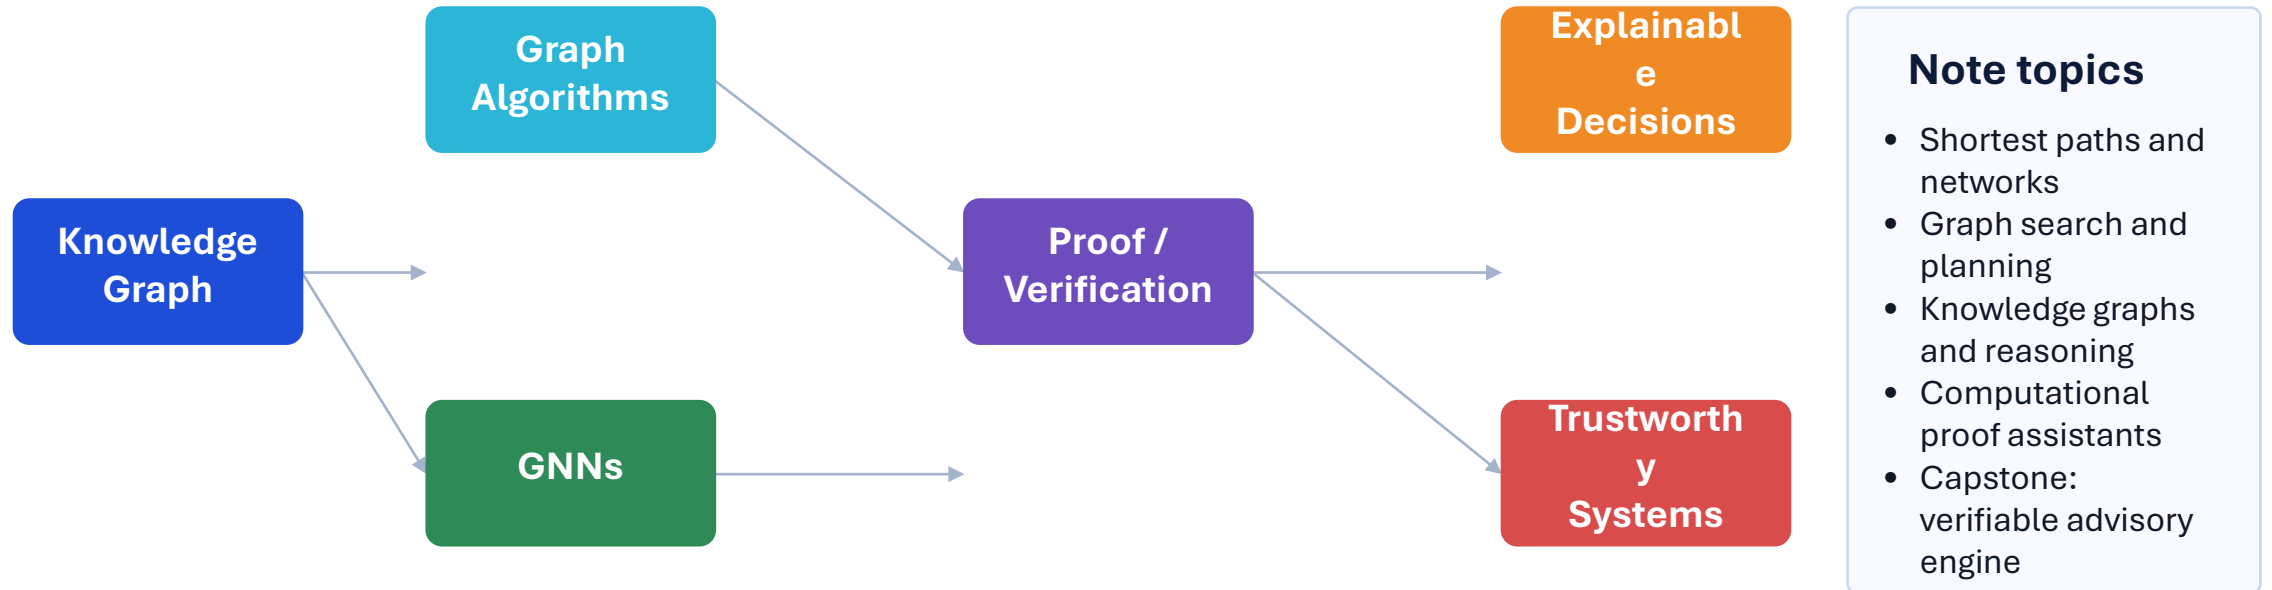 Graph
Algorithms
Knowledge
Graph
GNNs
Proof /
Verification
Explainabl
e
Decisions
Trustworth
y
Systems
Note topics
• Shortest paths and
networks
• Graph search and
planning
• Knowledge graphs
and reasoning
• Computational
proof assistants
• Capstone:
verifiable advisory
engine